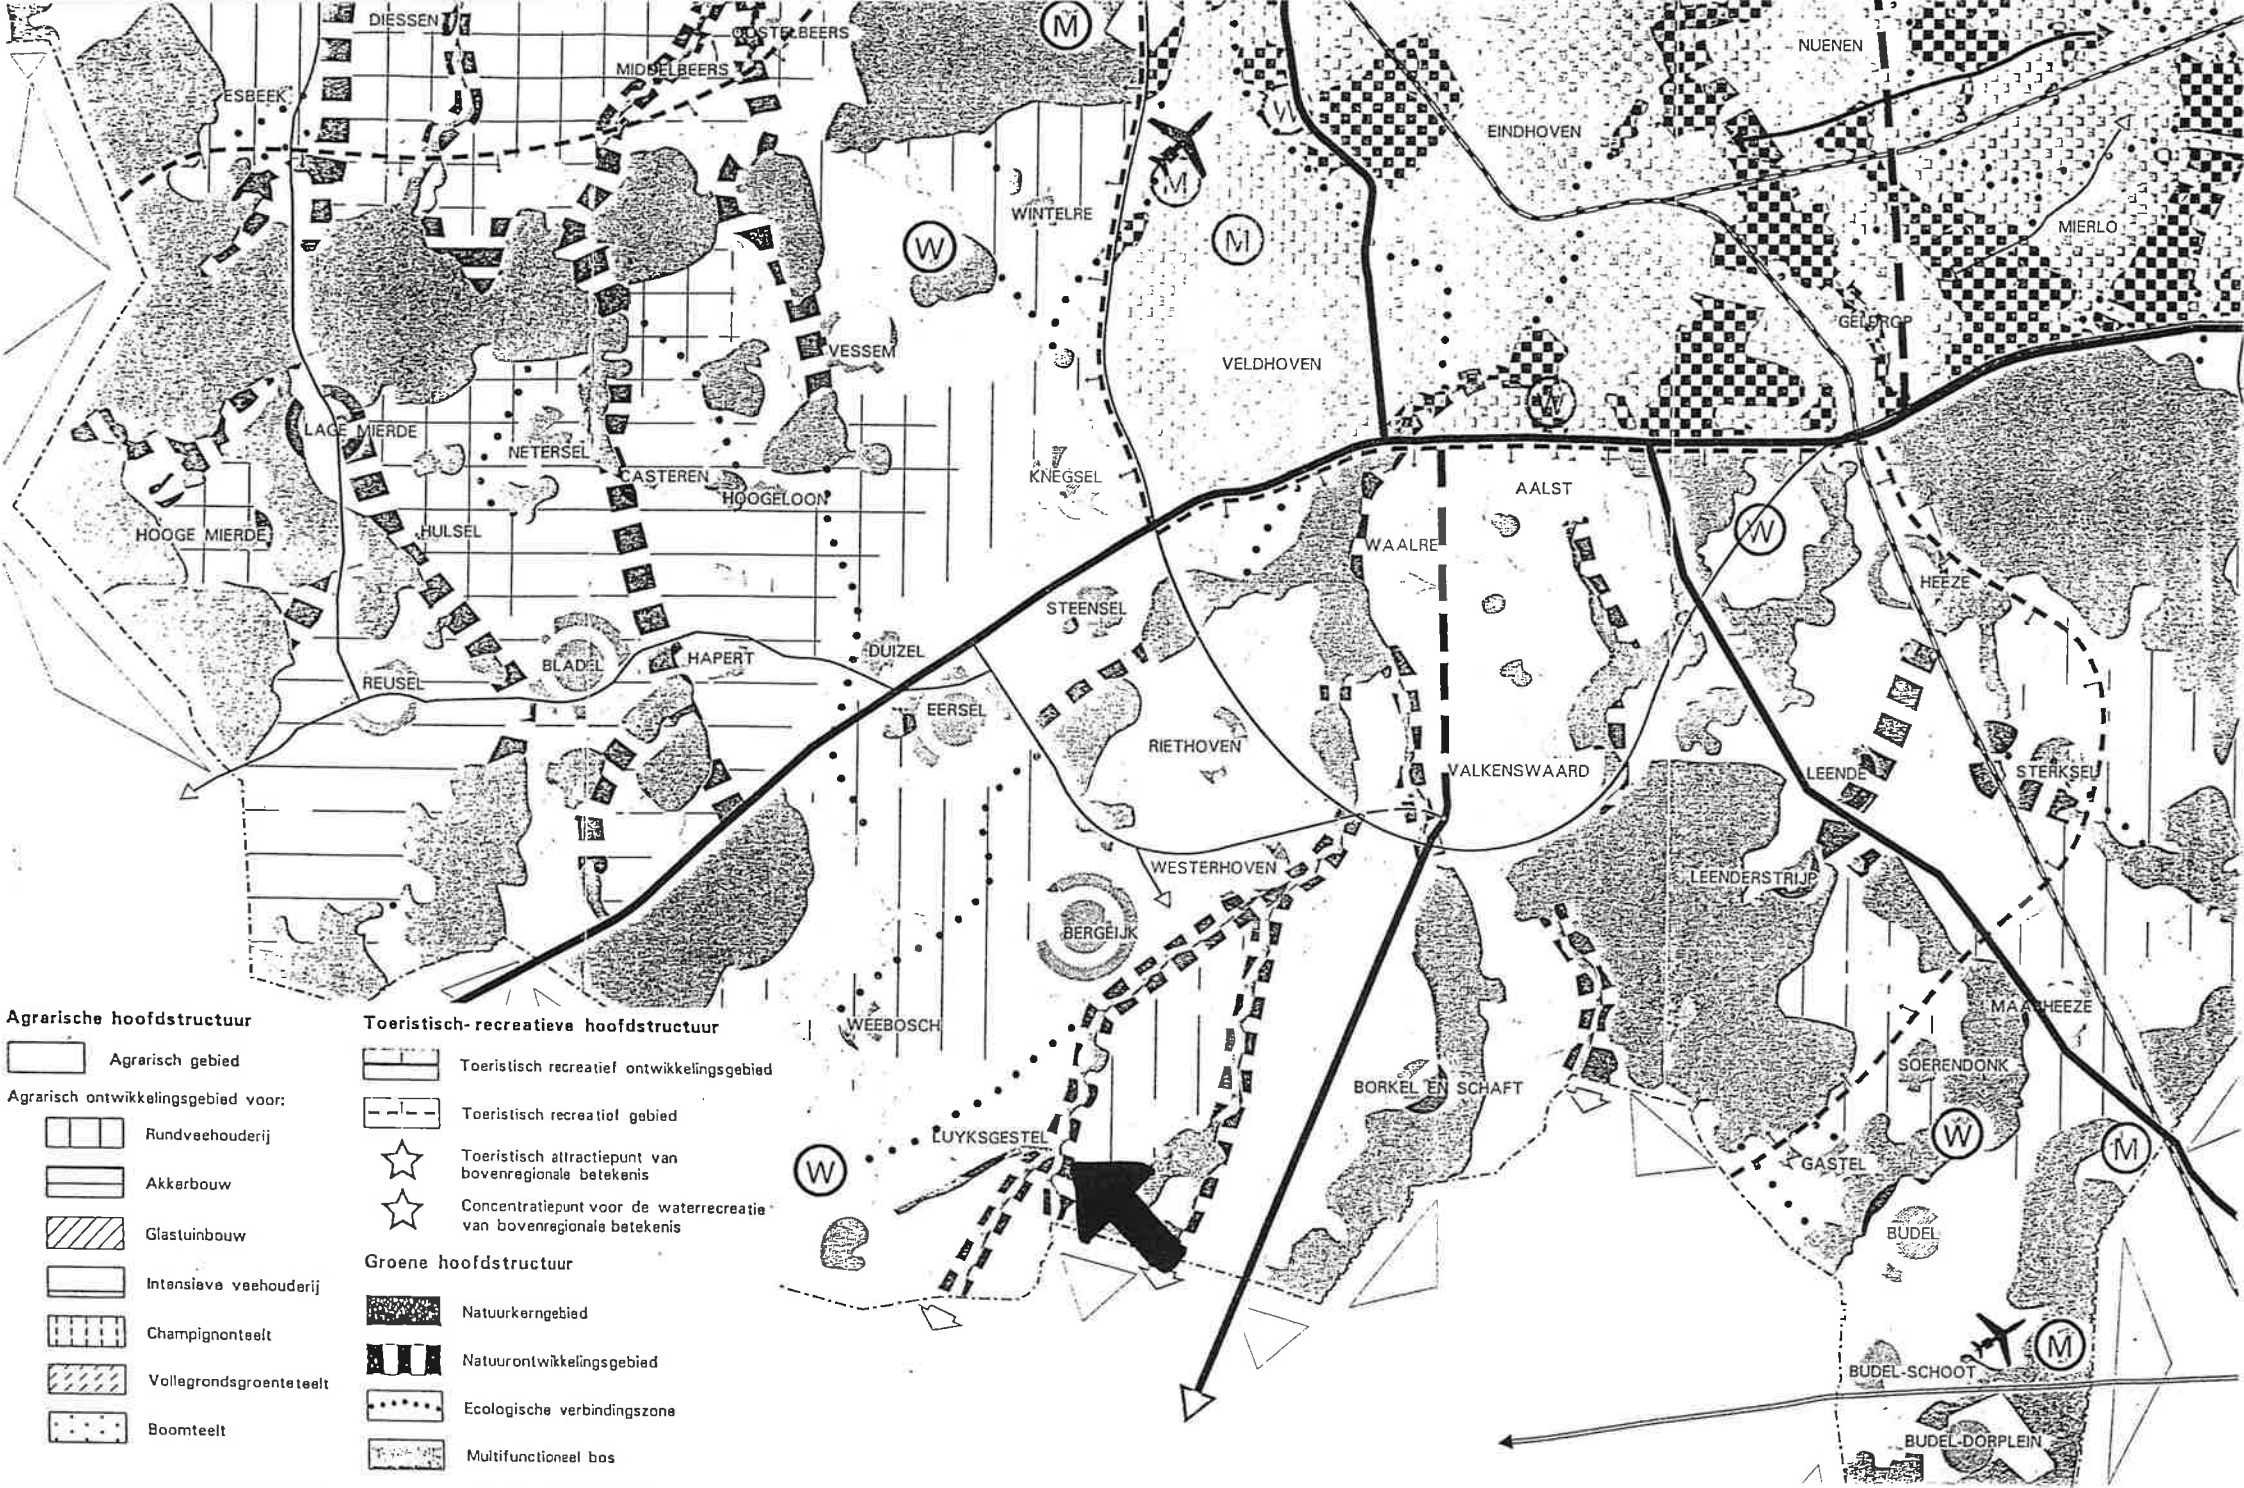 DIESSEN
OOSTELBEERS
MIDDELBEERS
ESBEEK
M
NUENEN
W
EINDHOVEN
M
WINTELRE
W
M
MIERLO
GELDROP
VESSEM
VELDHOVEN
W
LAGE MIERDE
NETERSEL
CASTEREN
HOOGELOON
KNEGSEL
AALST
HOOGE MIERDE
HULSEL
WAALRE
W
HEEZE
STEENSEL
BLADEL
HAPERT
DUIZEL
REUSEL
EERSEL
RIETHOVEN
VALKENSWAARD
LEENDE
STERKSEL
WESTERHOVEN
LEENDERSTRIJP
BERGEIJK
WEEBOSCH
MAARHEEZE
SOERENDONK
BORKEL EN SCHAFT
LUYKSGESTEL
W
W
M
GASTEL
BUDEL
M
BUDEL-SCHOOT
BUDEL-DORPLEIN
Agrarische hoofdstructuur
Agrarisch gebied
Agrarisch ontwikkelingsgebied voor:
Rundveehouderij
Akkerbouw
Glastuinbouw
Intensieve veehouderij
Champignonteelt
Vollegrondsgroenteteelt
Boomteelt
Toeristisch-recreatieve hoofdstructuur
Toeristisch recreatief ontwikkelingsgebied
Toeristisch recreatief gebied
Toeristisch attractiepunt van
bovenregionale betekenis
Concentratiepunt voor de waterrecreatie
van bovenregionale betekenis
Groene hoofdstructuur
Natuurkerngebied
Natuurontwikkelingsgebied
Ecologische verbindingszone
Multifunctioneel bos